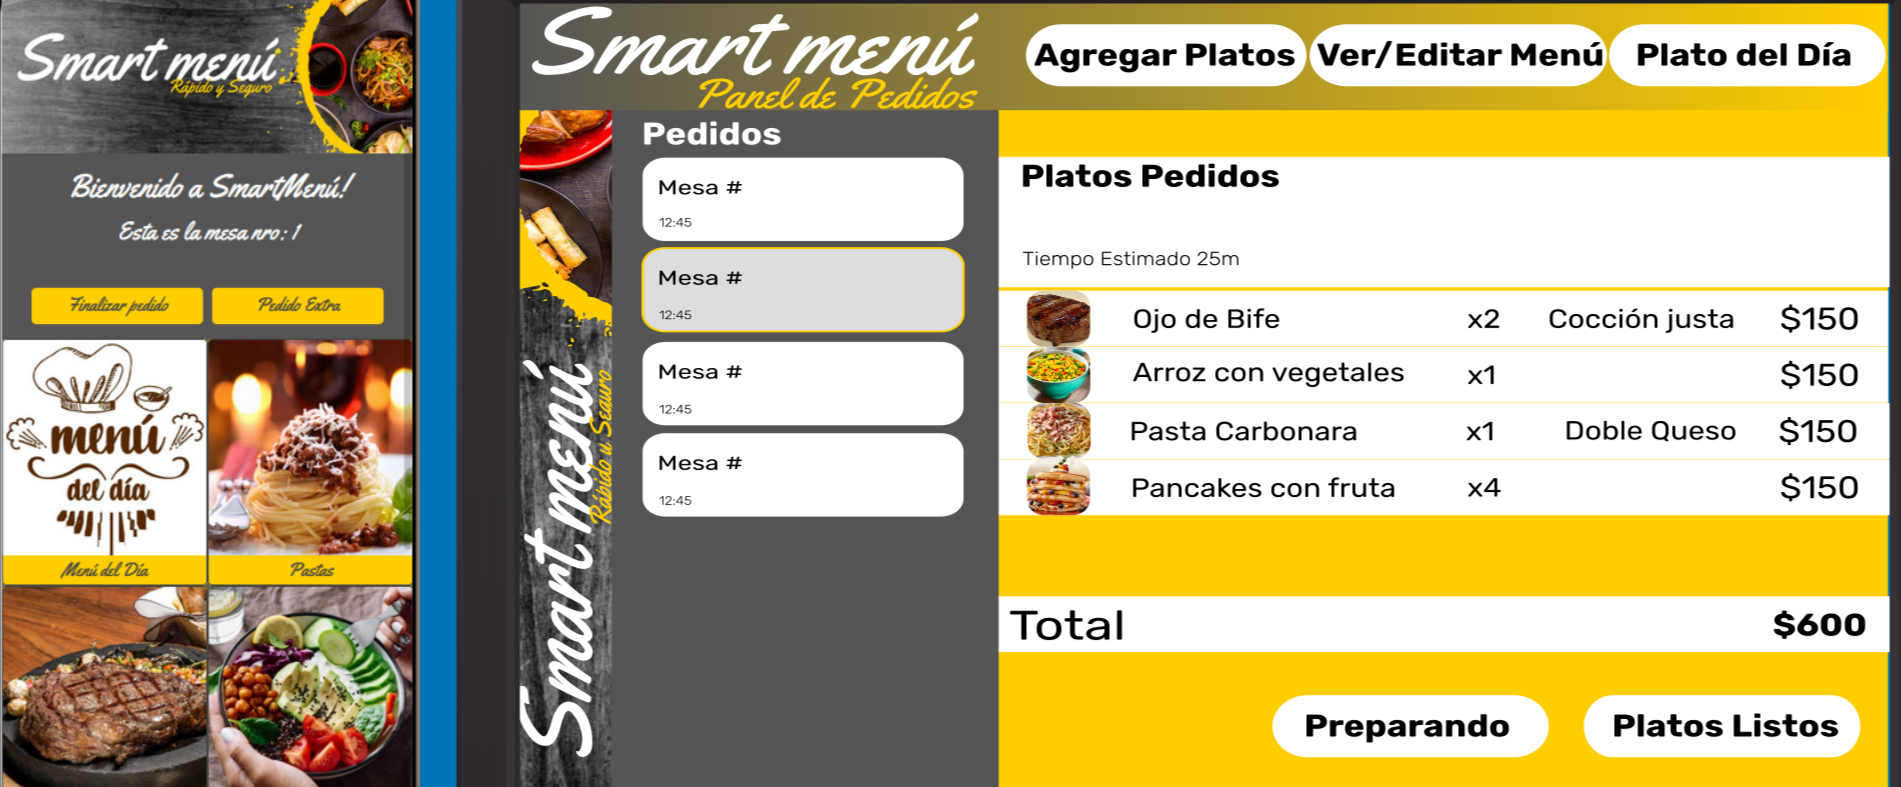 Smart menú
Rápido y Seguro
Bienvenido a SmartMenú!
Esta es la mesa nro: 1
Finalizar pedido
Pedido Extra
menú
del día
Menú del Día
Pastas
Smart menú
Panel de Pedidos
Agregar Platos
Ver/Editar Menú
Plato del Día
Smart menú
Rápido y Seguro
Pedidos
Mesa #
12:45
Mesa #
12:45
Mesa #
12:45
Mesa #
12:45
Platos Pedidos
Tiempo Estimado 25m
Ojo de Bife x2 Cocción justa $150
Arroz con vegetales x1 $150
Pasta Carbonara x1 Doble Queso $150
Pancakes con fruta x4 $150
Total $600
Preparando
Platos Listos